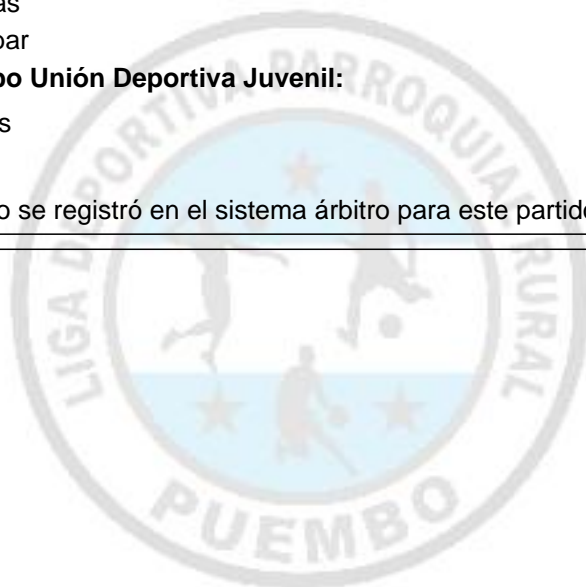 as
bar
po Unión Deportiva Juvenil:
s
o se registró en el sistema árbitro para este partido
LIGA DEPORTIVA PARROQUIAL RURAL
PUEMBO